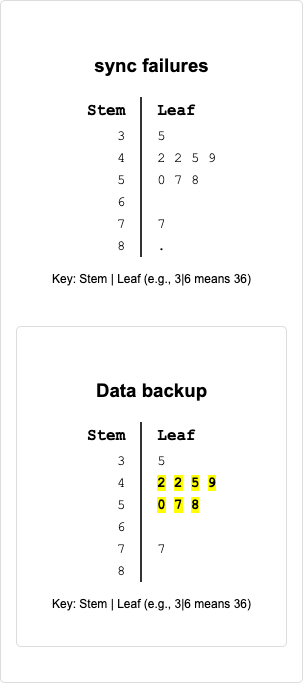 sync failures
Stem Leaf
3 5
4 2 2 5 9
5 0 7 8
6
7 7
8 .
Key: Stem | Leaf (e.g., 3|6 means 36)
Data backup
Stem Leaf
3 5
4 2 2 5 9
5 0 7 8
6
7 7
8
Key: Stem | Leaf (e.g., 3|6 means 36)